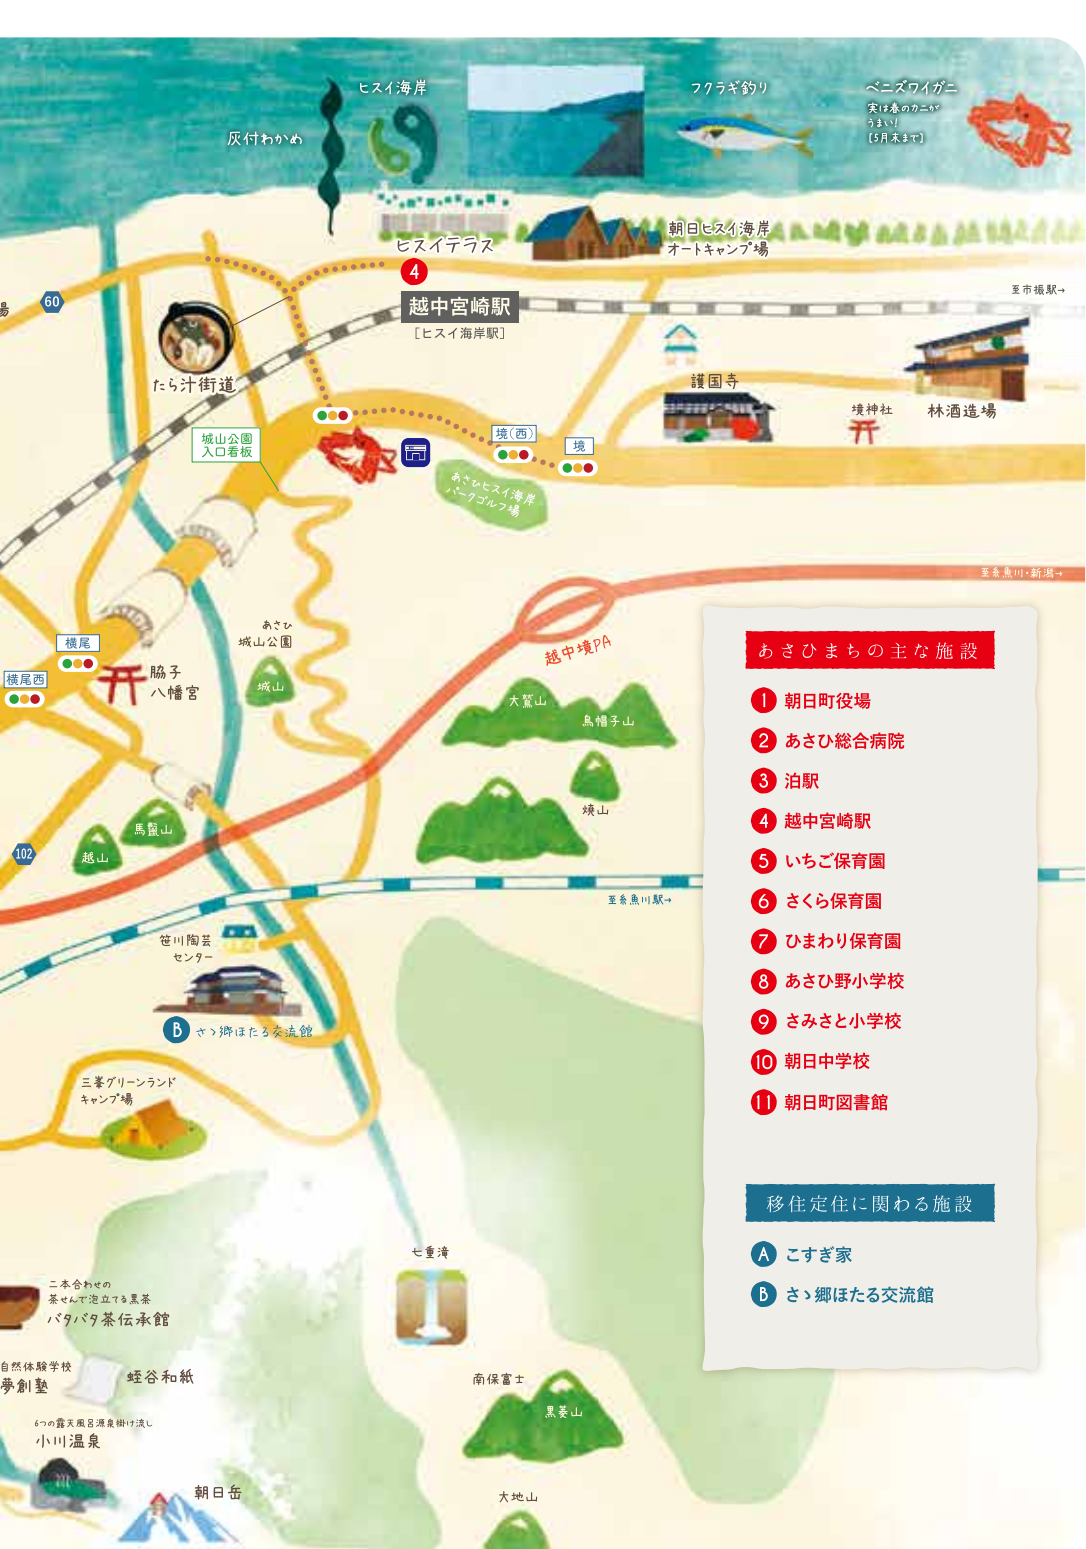 ヒスイ海岸
灰付わかめ
フクラギ釣り
ベニズワイガニ
実は春のカニが
うまい!
【5月末まで】
ヒスイテラス
4
朝日ヒスイ海岸
オートキャンプ場
越中宮崎駅
[ヒスイ海岸駅]
至市振駅→
場
60
たら汁街道
護国寺
境神社
林酒造場
城山公園
入口看板
境(西)
境
あさひヒスイ海岸
パークゴルフ場
至糸魚川・新潟→
越中境PA
横尾
横尾西
脇子
八幡宮
あさひ
城山公園
城山
大鷲山
烏帽子山
焼山
馬鬣山
越山
102
至糸魚川駅→
笹川陶芸
センター
B さゝ郷ほたる交流館
三峯グリーンランド
キャンプ場
七重滝
二本合わせの
茶せんで泡立てる黒茶
バタバタ茶伝承館
自然体験学校
夢創塾
蛭谷和紙
6つの露天風呂源泉掛け流し
小川温泉
朝日岳
南保富士
黒菱山
大地山
あさひまちの主な施設
1 朝日町役場
2 あさひ総合病院
3 泊駅
4 越中宮崎駅
5 いちご保育園
6 さくら保育園
7 ひまわり保育園
8 あさひ野小学校
9 さみさと小学校
10 朝日中学校
11 朝日町図書館
移住定住に関わる施設
A こすぎ家
B さゝ郷ほたる交流館